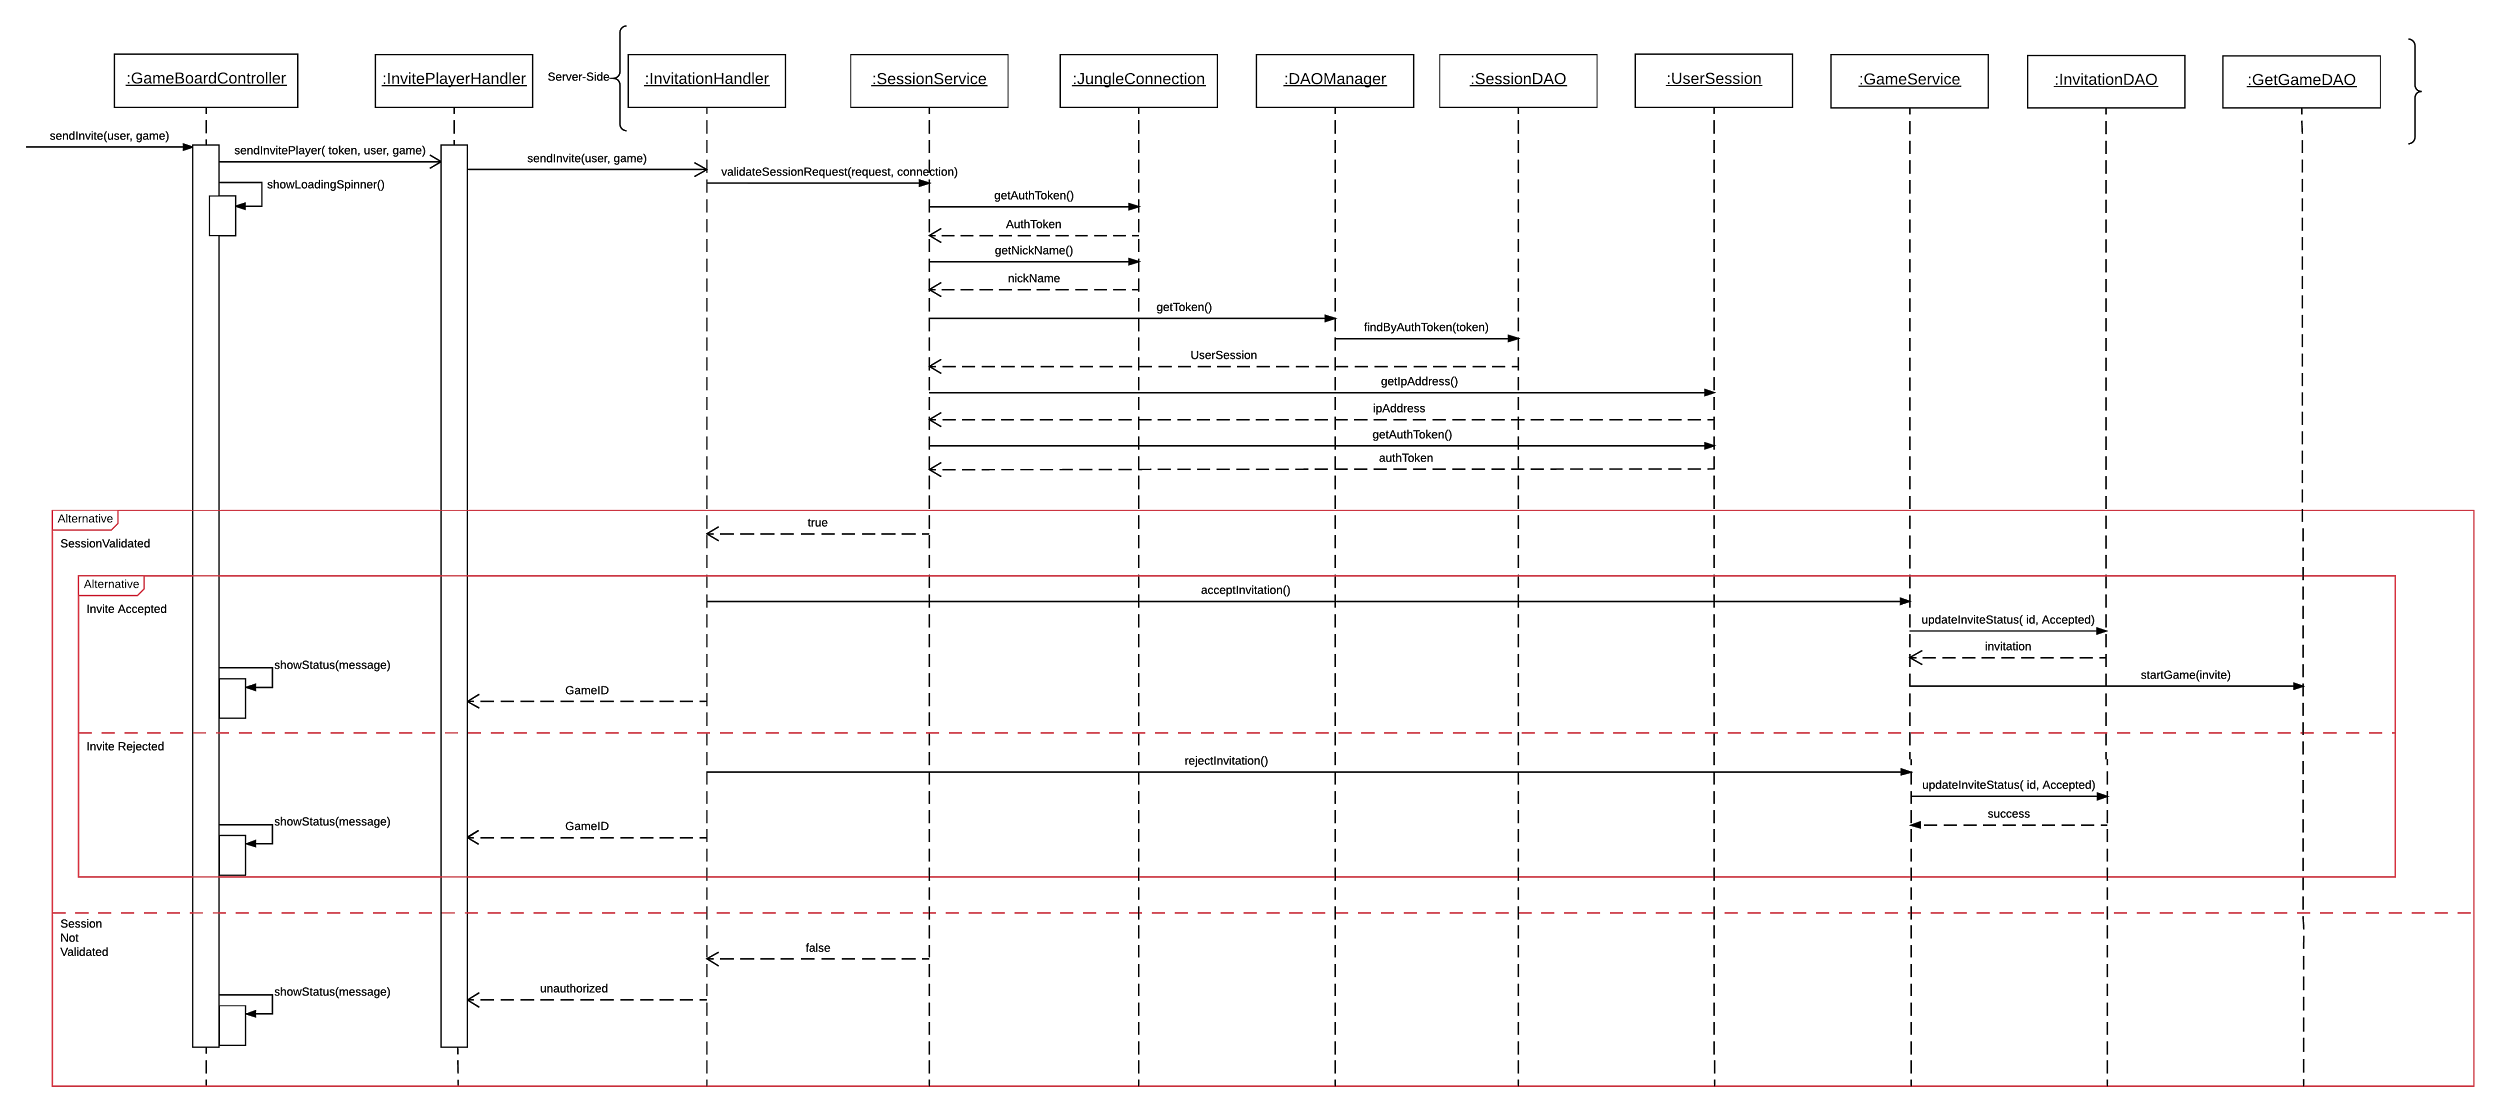 :GameBoardController
:InvitePlayerHandler
Server-Side
:InvitationHandler
:SessionService
:JungleConnection
:DAOManager
:SessionDAO
:UserSession
:GameService
:InvitationDAO
:GetGameDAO
sendInvite(user, game)
sendInvitePlayer( token, user, game)
sendInvite(user, game)
validateSessionRequest(request, connection)
showLoadingSpinner()
getAuthToken()
AuthToken
getNickName()
nickName
getToken()
findByAuthToken(token)
UserSession
getIpAddress()
ipAddress
getAuthToken()
authToken
Alternative
true
SessionValidated
Alternative
acceptInvitation()
Invite Accepted
updateInviteStatus( id, Accepted)
invitation
showStatus(message)
startGame(invite)
GameID
Invite Rejected
rejectInvitation()
updateInviteStatus( id, Accepted)
success
showStatus(message)
GameID
Session
Not
Validated
false
showStatus(message)
unauthorized